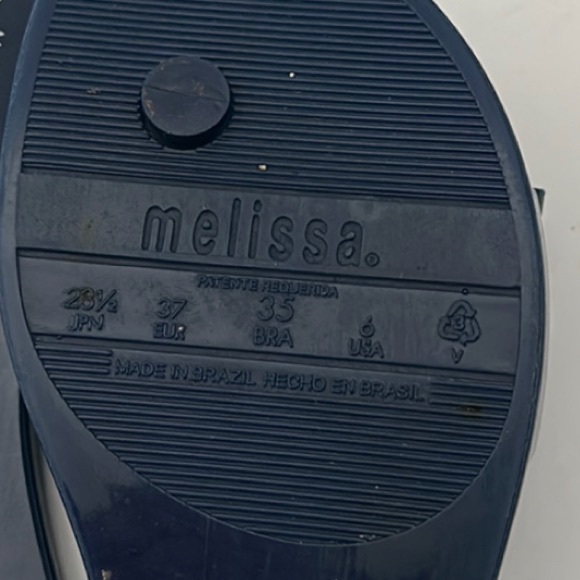 melissa®
PATENTE REQUERIDA
23½ 37 35 6 3
JPN EUR BRA USA V
MADE IN BRAZIL HECHO EN BRASIL